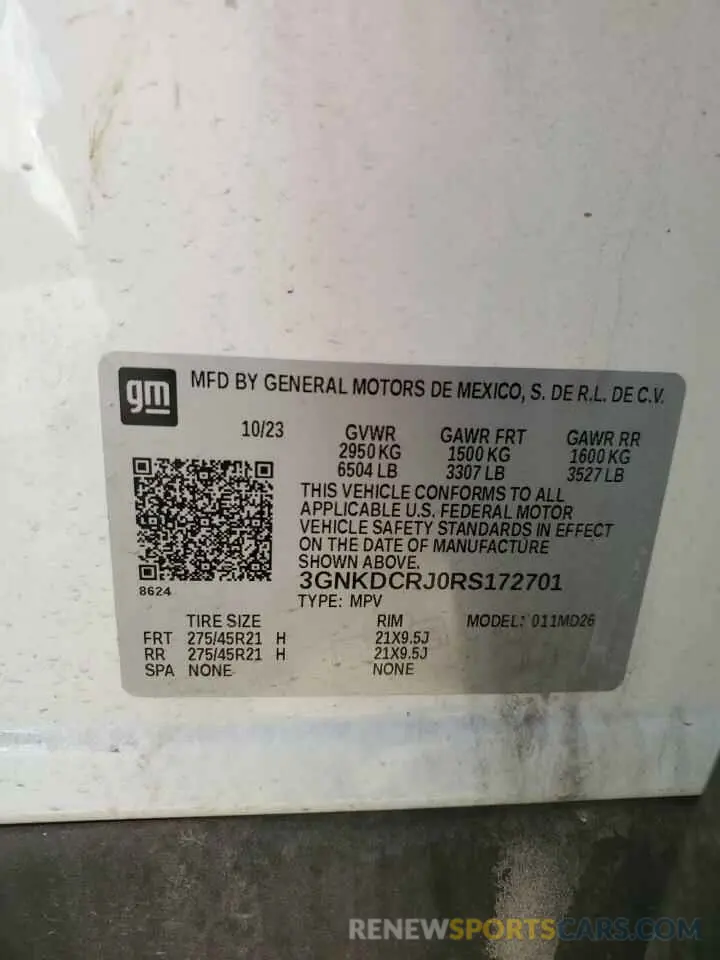 gm MFD BY GENERAL MOTORS DE MEXICO, S. DE R.L. DE C.V.
10/23 GVWR GAWR FRT GAWR RR
2950 KG 1500 KG 1600 KG
6504 LB 3307 LB 3527 LB
THIS VEHICLE CONFORMS TO ALL
APPLICABLE U.S. FEDERAL MOTOR
VEHICLE SAFETY STANDARDS IN EFFECT
ON THE DATE OF MANUFACTURE
SHOWN ABOVE.
3GNKDCRJ0RS172701
8624
TYPE: MPV
TIRE SIZE RIM MODEL: 011MD26
FRT 275/45R21 H 21X9.5J
RR 275/45R21 H 21X9.5J
SPA NONE NONE
RENEWSPORTSCARS.COM